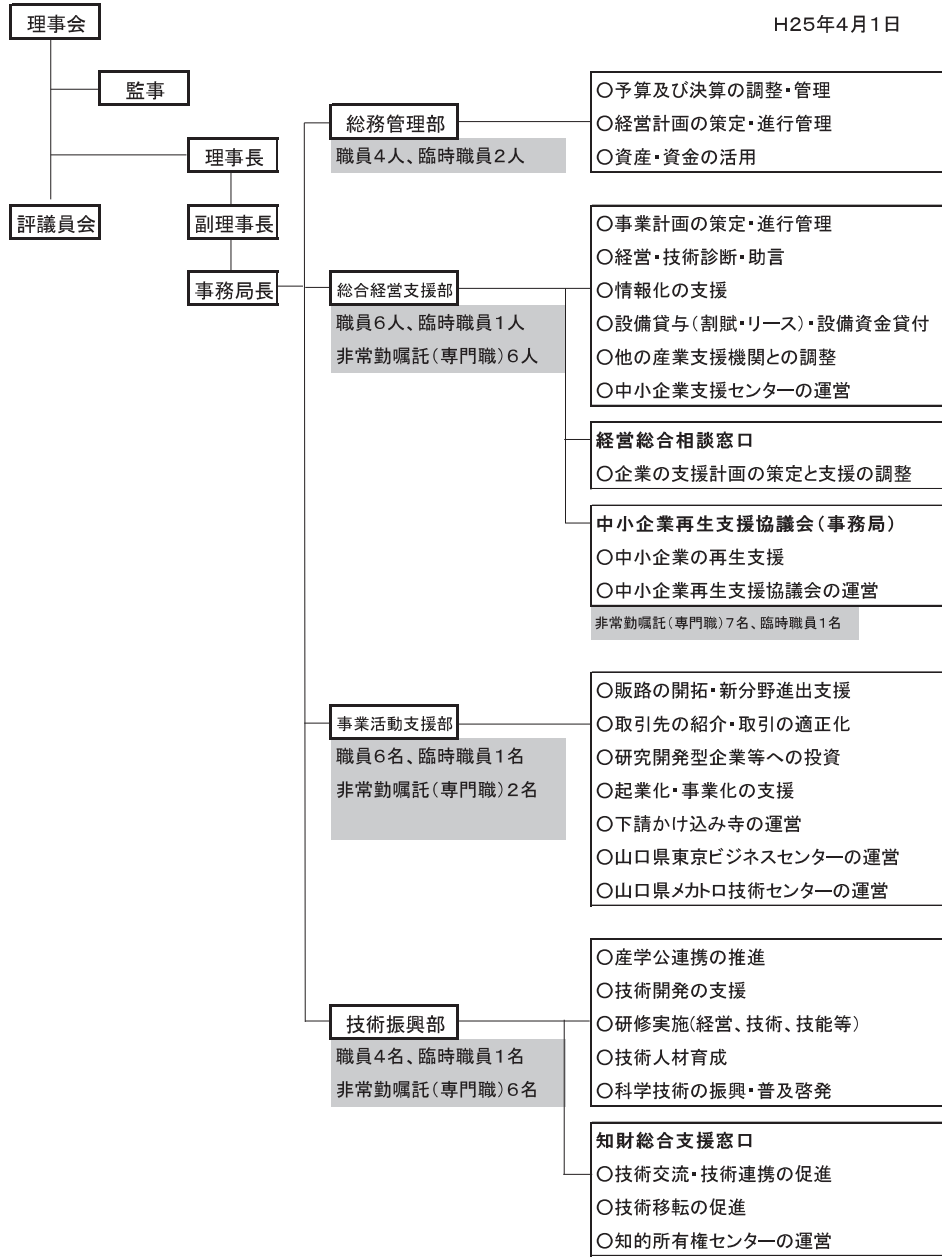 理事会
H25年4月1日
監事
理事長
評議員会
副理事長
事務局長
総務管理部
職員4人、臨時職員2人
○予算及び決算の調整・管理
○経営計画の策定・進行管理
○資産・資金の活用
総合経営支援部
職員6人、臨時職員1人
非常勤嘱託(専門職)6人
○事業計画の策定・進行管理
○経営・技術診断・助言
○情報化の支援
○設備貸与(割賦・リース)・設備資金貸付
○他の産業支援機関との調整
○中小企業支援センターの運営
経営総合相談窓口
○企業の支援計画の策定と支援の調整
中小企業再生支援協議会(事務局)
○中小企業の再生支援
○中小企業再生支援協議会の運営
非常勤嘱託(専門職)7名、臨時職員1名
事業活動支援部
職員6名、臨時職員1名
非常勤嘱託(専門職)2名
○販路の開拓・新分野進出支援
○取引先の紹介・取引の適正化
○研究開発型企業等への投資
○起業化・事業化の支援
○下請かけ込み寺の運営
○山口県東京ビジネスセンターの運営
○山口県メカトロ技術センターの運営
技術振興部
職員4名、臨時職員1名
非常勤嘱託(専門職)6名
○産学公連携の推進
○技術開発の支援
○研修実施(経営、技術、技能等)
○技術人材育成
○科学技術の振興・普及啓発
知財総合支援窓口
○技術交流・技術連携の促進
○技術移転の促進
○知的所有権センターの運営